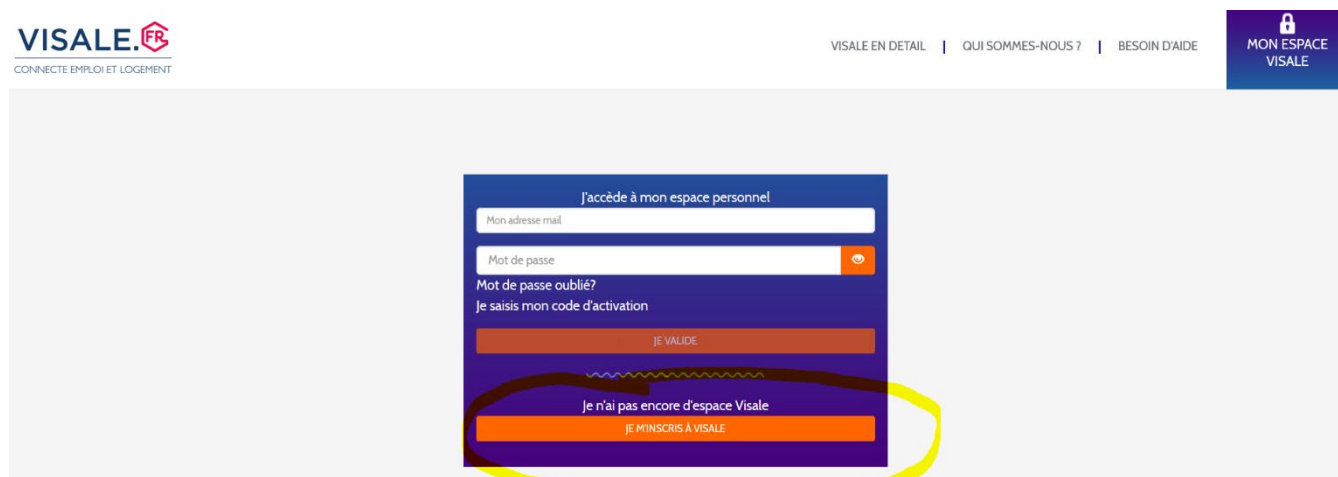 VISALE.FR
CONNECTE EMPLOI ET LOGEMENT
VISALE EN DETAIL | QUI SOMMES-NOUS ? | BESOIN D'AIDE
MON ESPACE
VISALE
J'accède à mon espace personnel
Mon adresse mail
Mot de passe
Mot de passe oublié?
Je saisis mon code d'activation
JE VALIDE
Je n'ai pas encore d'espace Visale
JE M'INSCRIS À VISALE